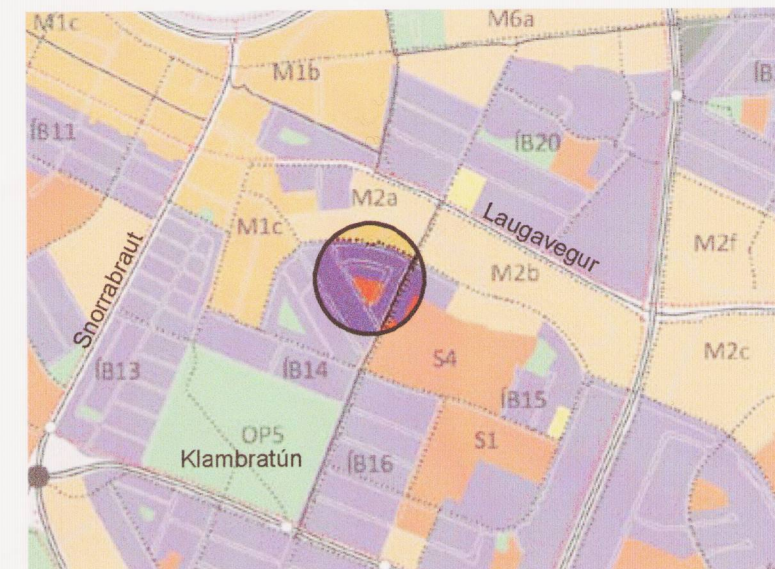 M1c
M6a
M1b
ÍB11
ÍB20
M2a
M1c
Laugavegur
M2f
M2b
Snorrabraut
S4
M2c
ÍB13
ÍB14
ÍB15
OP5
S1
Klambratún
ÍB16